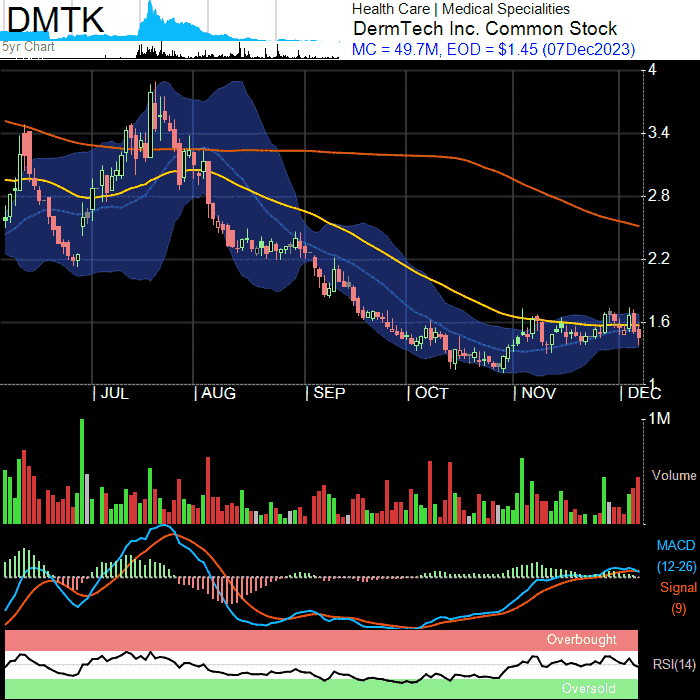 DMTK
5yr Chart
Health Care | Medical Specialities
DermTech Inc. Common Stock
MC = 49.7M, EOD = $1.45 (07Dec2023)
4
3.4
2.8
2.2
1.6
1
| JUL | AUG | SEP | OCT | NOV | DEC
1M
Volume
MACD
(12-26)
Signal
(9)
Overbought
RSI(14)
Oversold